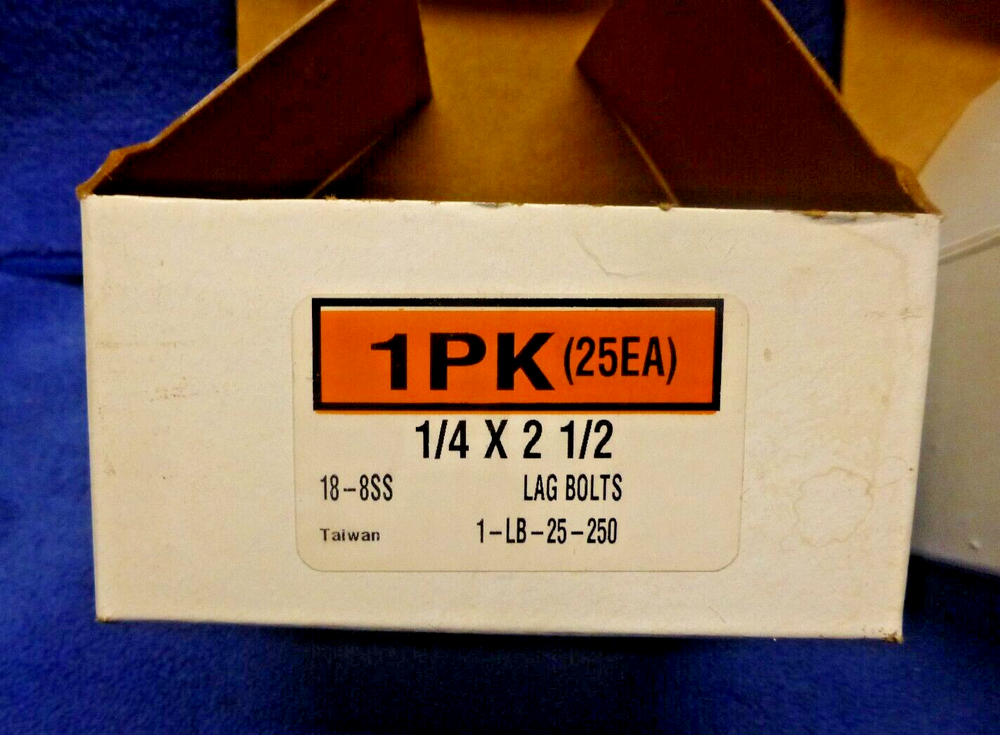 1PK (25EA)
1/4 X 2 1/2
18-8SS LAG BOLTS
Taiwan 1-LB-25-250